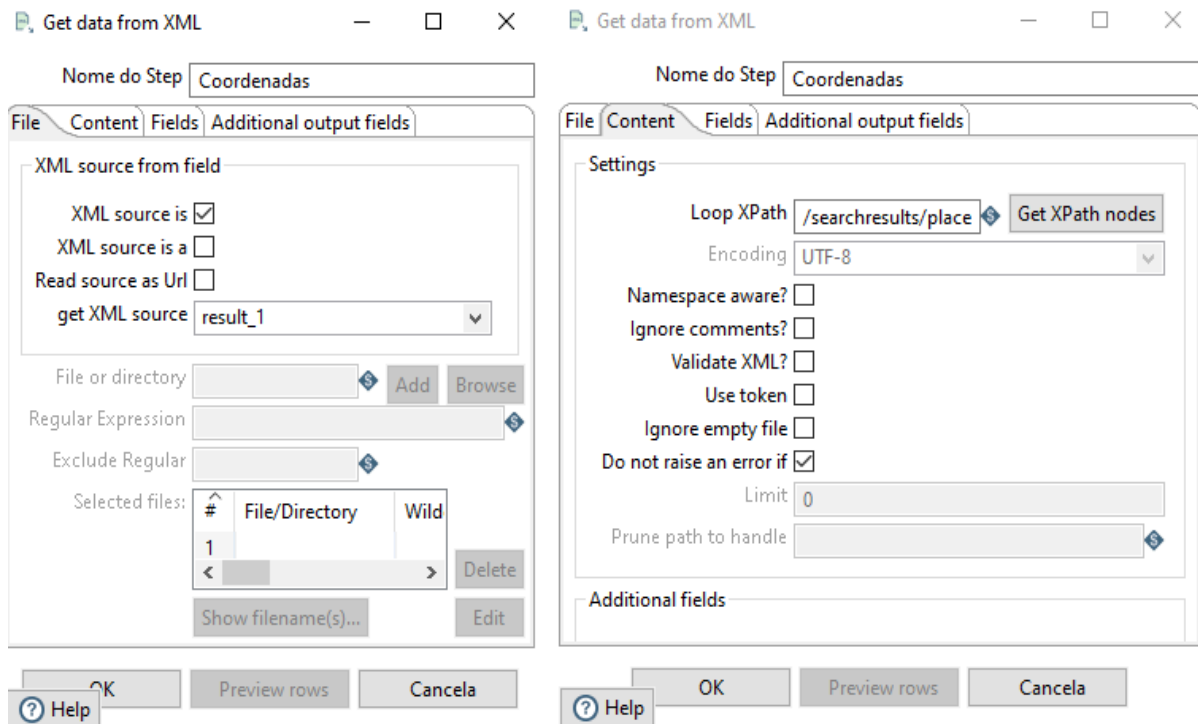 Get data from XML
Nome do Step Coordenadas
File Content Fields Additional output fields
XML source from field
XML source is
XML source is a
Read source as Url
get XML source result_1
File or directory Add Browse
Regular Expression
Exclude Regular
Selected files: # File/Directory Wild
1
Delete
Show filename(s)... Edit
OK Preview rows Cancela
Help
Get data from XML
Nome do Step Coordenadas
File Content Fields Additional output fields
Settings
Loop XPath /searchresults/place Get XPath nodes
Encoding UTF-8
Namespace aware?
Ignore comments?
Validate XML?
Use token
Ignore empty file
Do not raise an error if
Limit 0
Prune path to handle
Additional fields
OK Preview rows Cancela
Help